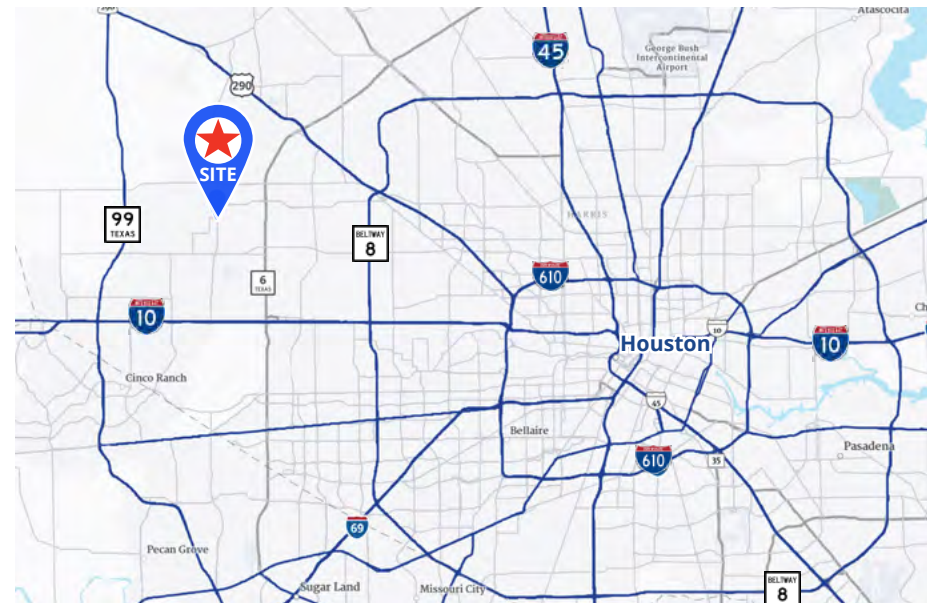 Atascocita
45
George Bush
Intercontinental
Airport
290
SITE
99
TEXAS
HARRIS
BELTWAY
8
6
TEXAS
610
10
10
Houston
10
Cinco Ranch
45
Bellaire
Pasadena
610
35
69
Pecan Grove
Sugar Land
Missouri City
BELTWAY
8